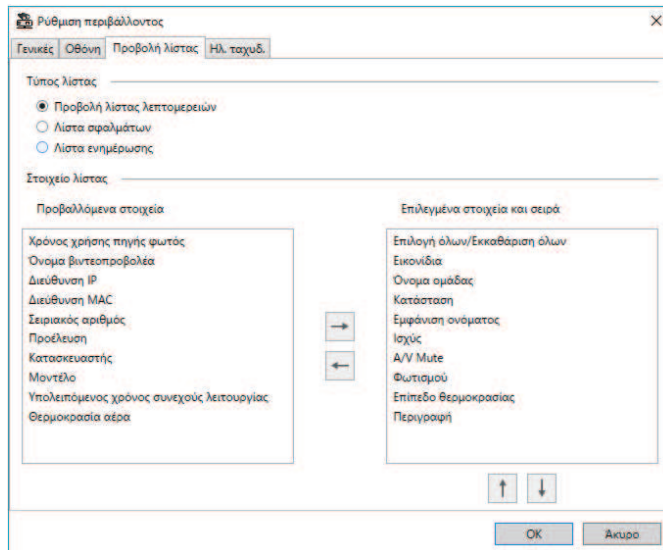 Ρύθμιση περιβάλλοντος
Γενικές Οθόνη Προβολή λίστας Ηλ. ταχυδ.
Τύπος λίστας
Προβολή λίστας λεπτομερειών
Λίστα σφαλμάτων
Λίστα ενημέρωσης
Στοιχείο λίστας
Προβαλλόμενα στοιχεία
Χρόνος χρήσης πηγής φωτός
Όνομα βιντεοπροβολέα
Διεύθυνση IP
Διεύθυνση MAC
Σειριακός αριθμός
Προέλευση
Κατασκευαστής
Μοντέλο
Υπολειπόμενος χρόνος συνεχούς λειτουργίας
Θερμοκρασία αέρα
Επιλεγμένα στοιχεία και σειρά
Επιλογή όλων/Εκκαθάριση όλων
Εικονίδια
Όνομα ομάδας
Κατάσταση
Εμφάνιση ονόματος
Ισχύς
A/V Mute
Φωτισμού
Επίπεδο θερμοκρασίας
Περιγραφή
OK Άκυρο